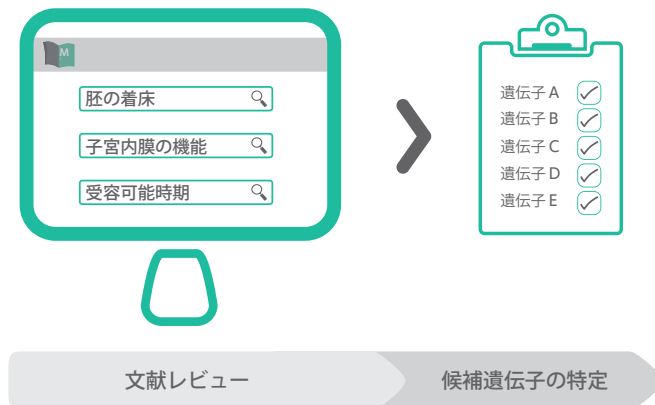 M
胚の着床
子宮内膜の機能
受容可能時期
遺伝子 A
遺伝子 B
遺伝子 C
遺伝子 D
遺伝子 E
文献レビュー
候補遺伝子の特定